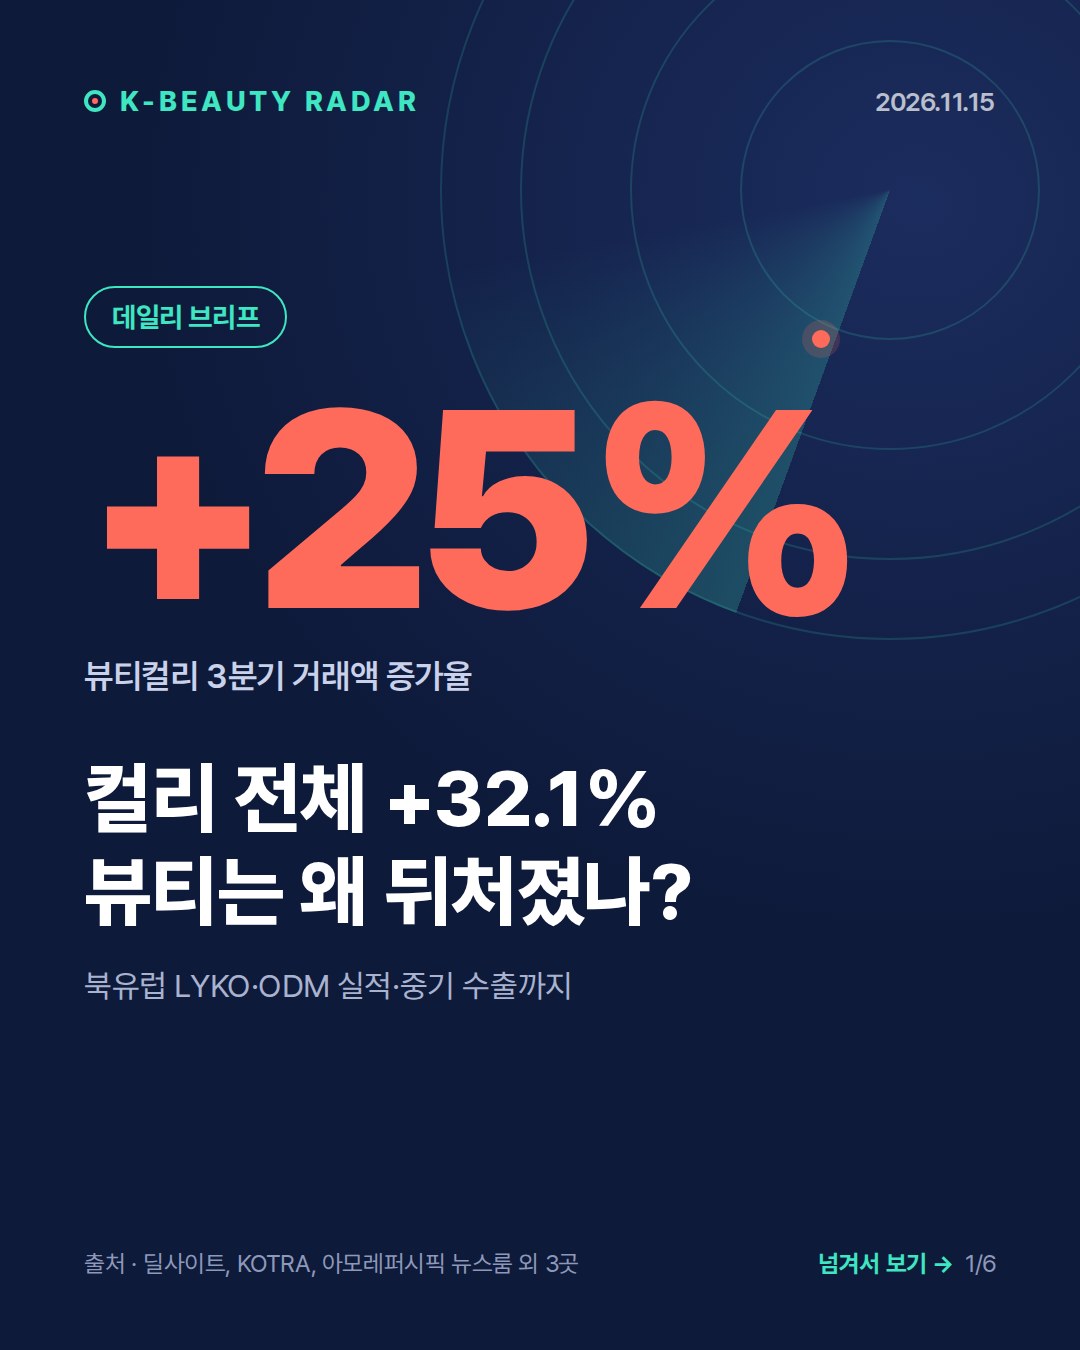 K-BEAUTY RADAR
2026.11.15
데일리 브리프
+25%
뷰티컬리 3분기 거래액 증가율
컬리 전체 +32.1%
뷰티는 왜 뒤처졌나?
북유럽 LYKO·ODM 실적·중기 수출까지
출처 · 딜사이트, KOTRA, 아모레퍼시픽 뉴스룸 외 3곳
넘겨서 보기 → 1/6